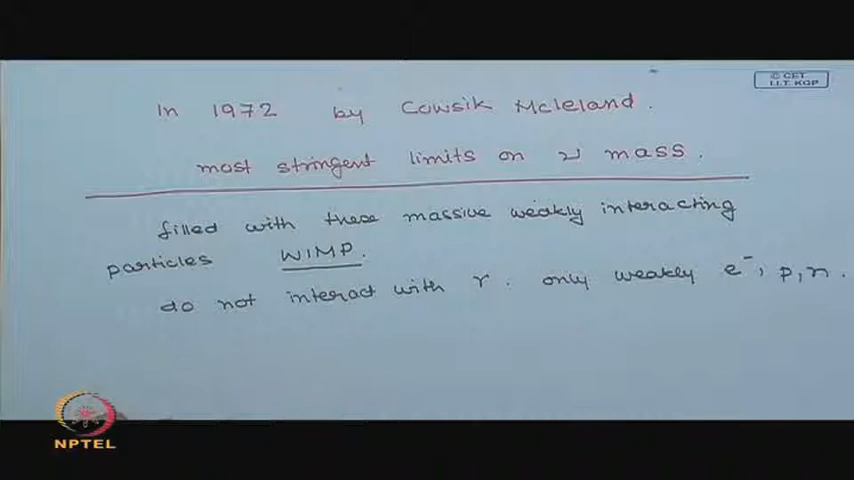 © CET
I.I.T. KGP
In 1972 by Cowsik Mcleland.
most stringent limits on ν mass.
filled with these massive weakly interacting
particles WIMP.
do not interact with r. only weakly e⁻, p, n.
NPTEL